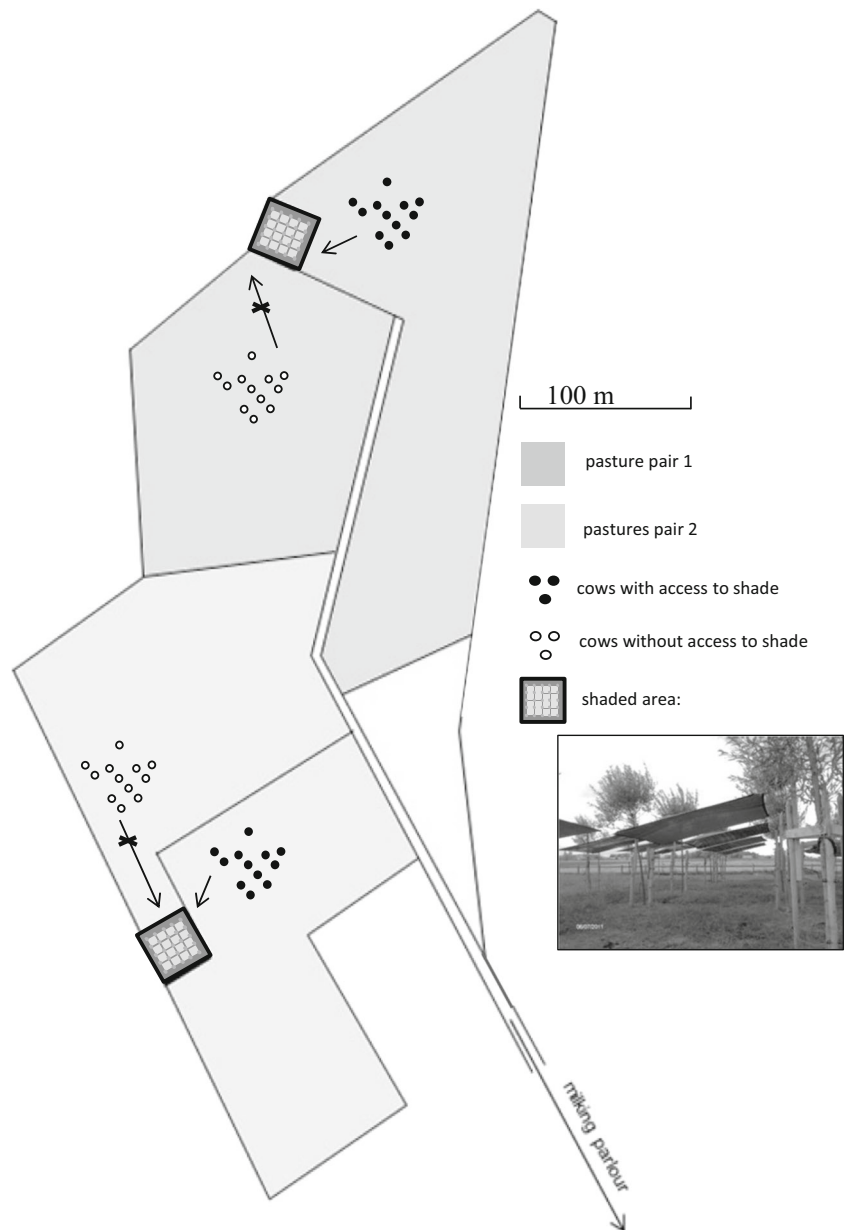 100 m
pasture pair 1
pastures pair 2
cows with access to shade
cows without access to shade
shaded area:
milking parlour